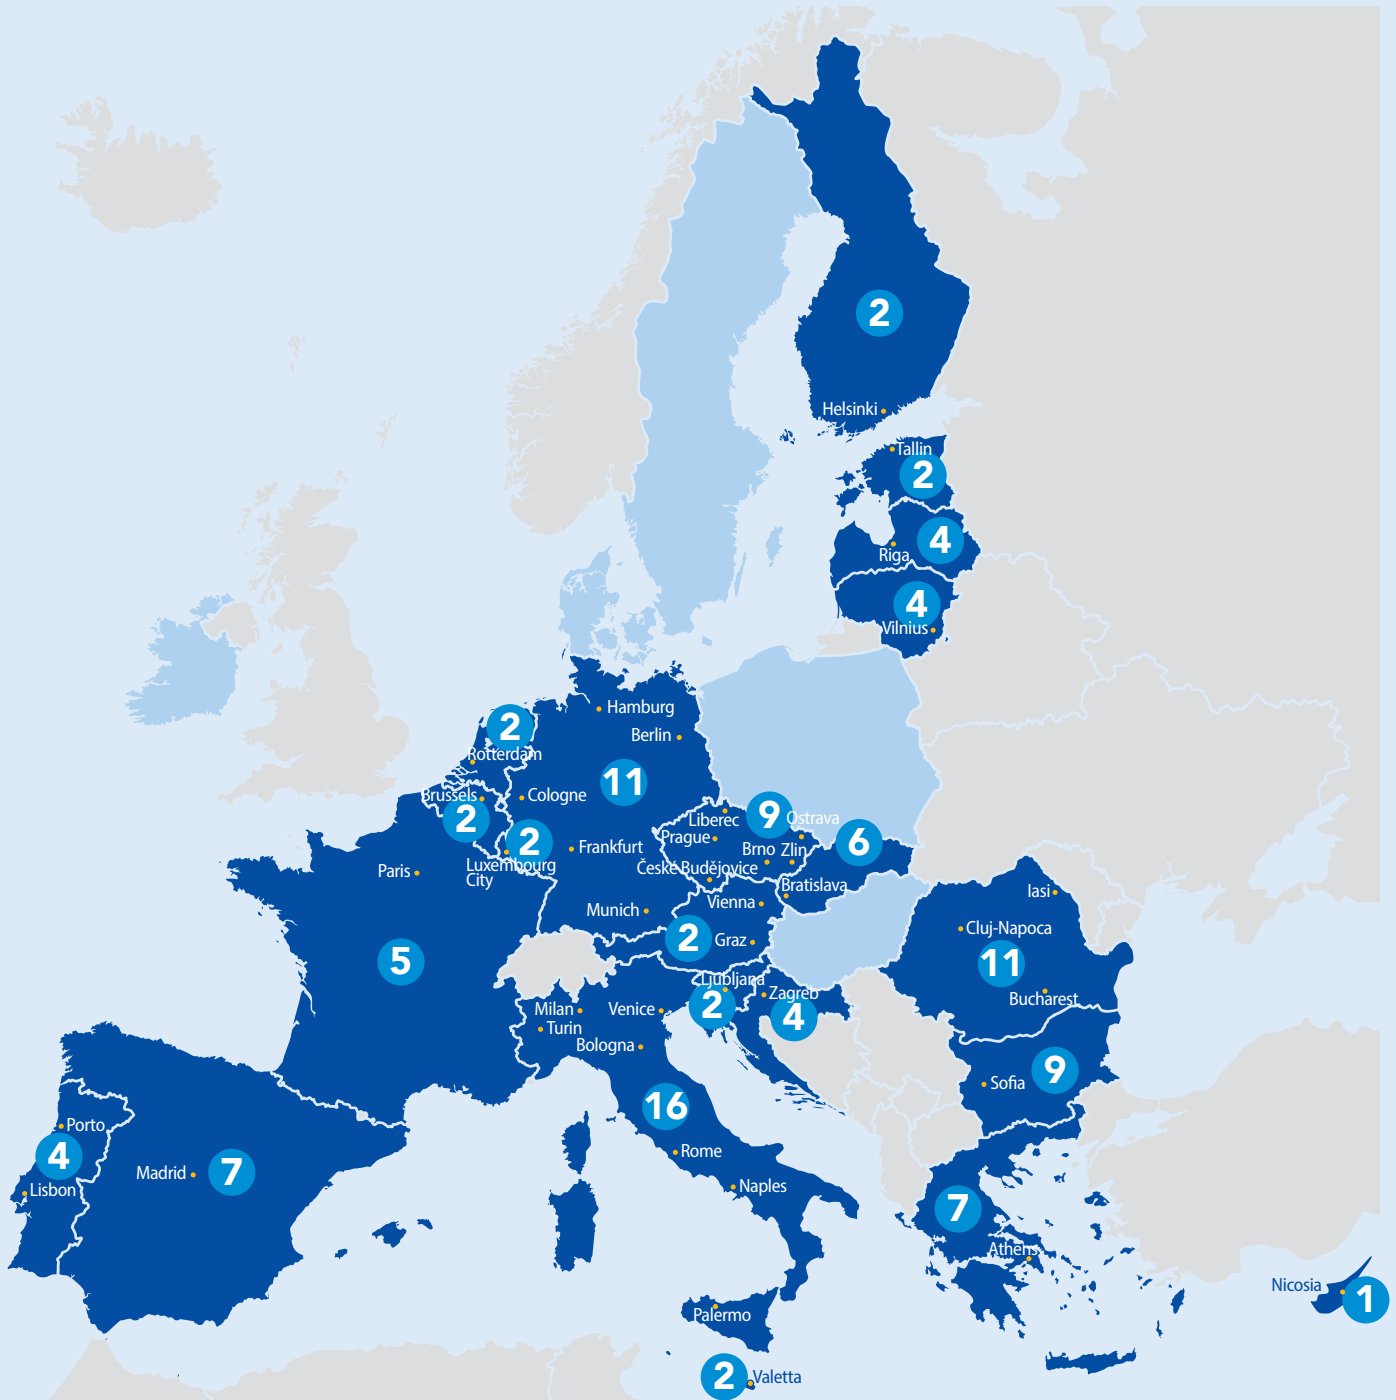 2
Helsinki
Tallin
2
4
Riga
4
Vilnius
2
Hamburg
Berlin
Rotterdam
11
Brussels
Cologne
2
9
Liberec
Ostrava
Prague
6
2
Frankfurt
Brno
Zlin
Luxembourg
City
České Budějovice
Paris
Bratislava
Iasi
Vienna
Munich
Cluj-Napoca
2
Graz
5
11
Ljubljana
Zagreb
Bucharest
2
4
Milan
Venice
Turin
Bologna
9
Sofia
16
Porto
4
Rome
Madrid
7
Lisbon
Naples
7
Athens
Nicosia
1
Palermo
2
Valetta